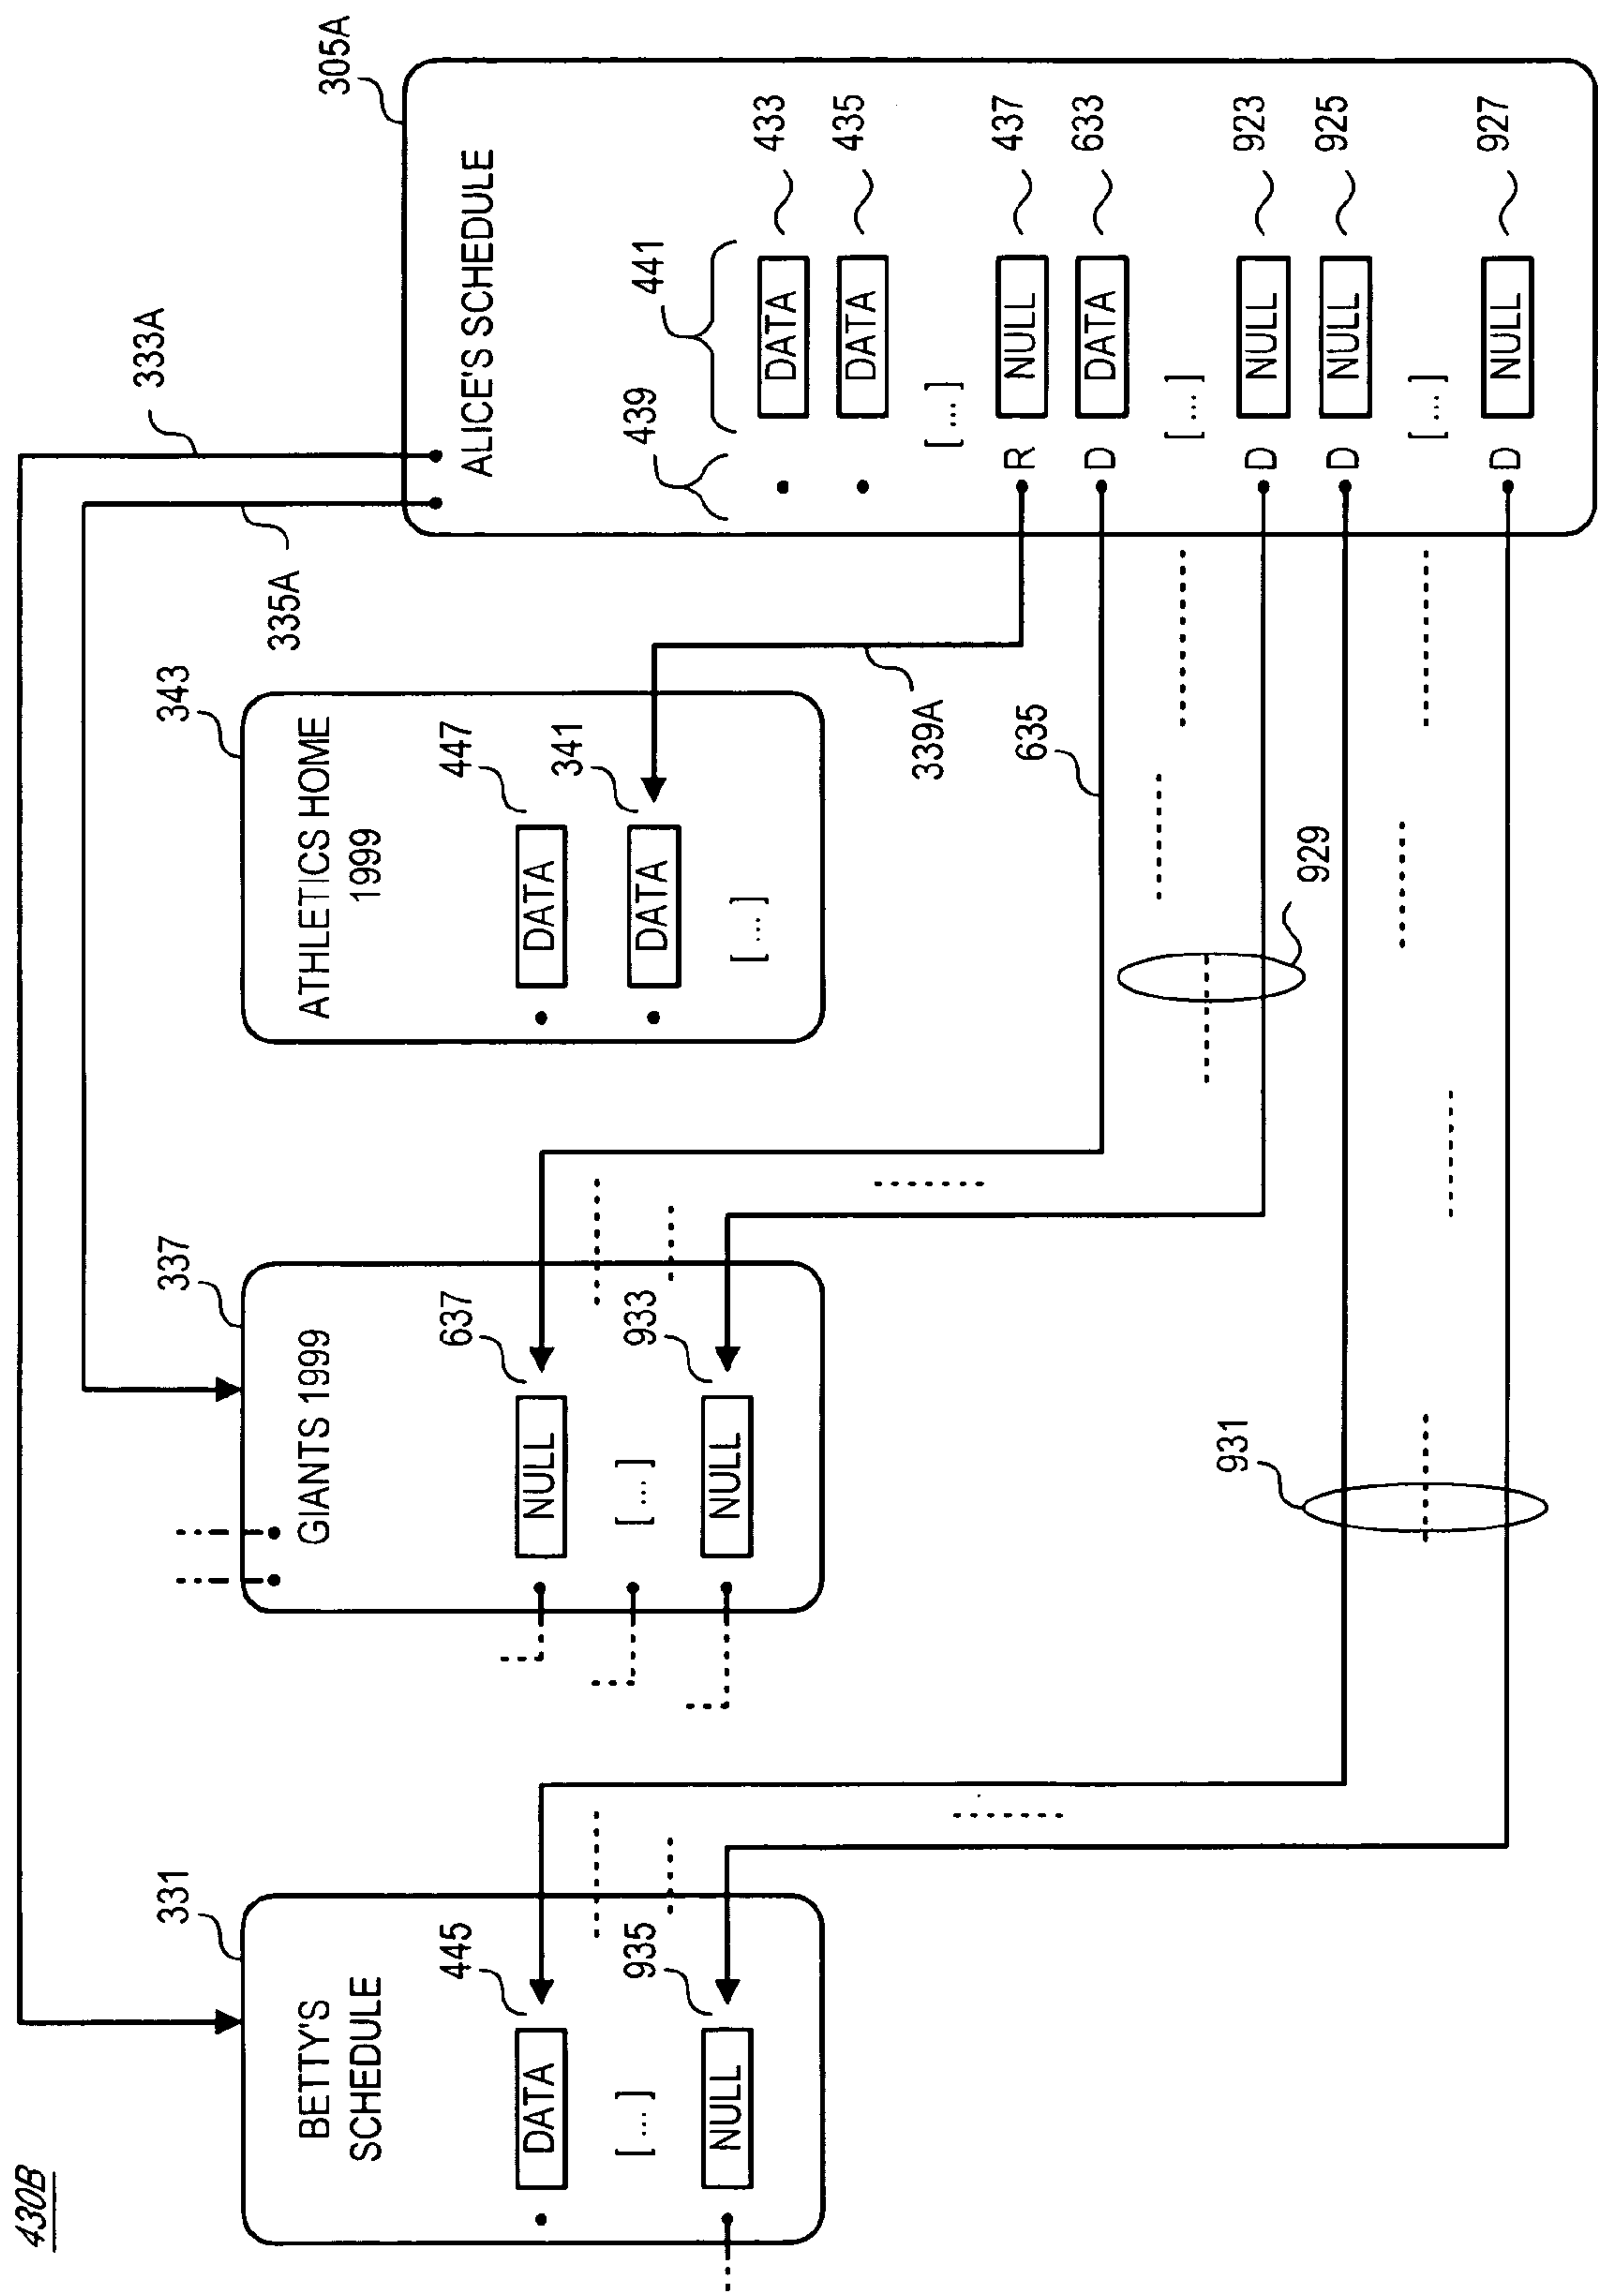 430B
333A
335A
305A
ALICE'S SCHEDULE
439
441
DATA
433
DATA
435
[...]
R
NULL
437
D
DATA
633
[...]
D
NULL
923
D
NULL
925
[...]
D
NULL
927
343
ATHLETICS HOME
1999
DATA
447
DATA
341
[...]
339A
635
929
337
GIANTS 1999
NULL
637
[...]
NULL
933
931
331
BETTY'S
SCHEDULE
DATA
445
[...]
NULL
935